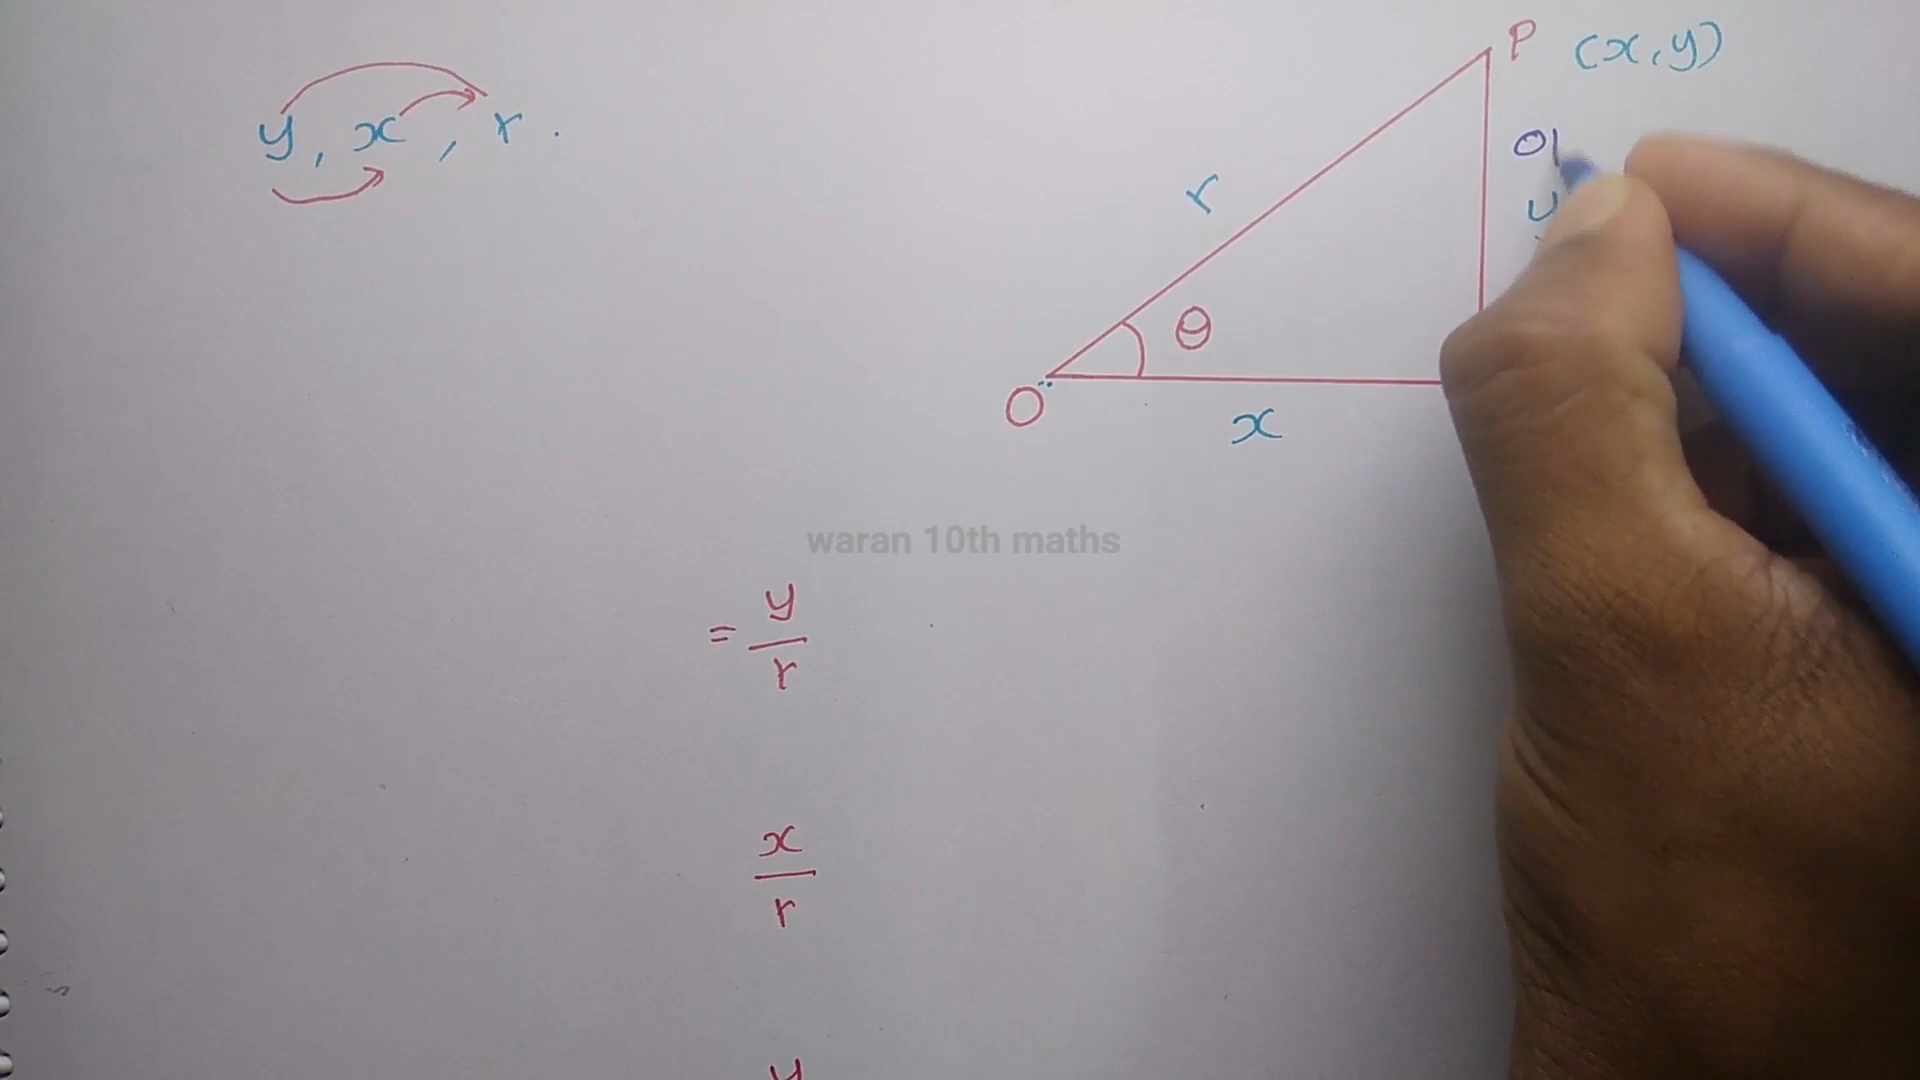 y, x, r.
P (x, y)
r
y
θ
O
x
waran 10th maths
= y/r
x/r
y